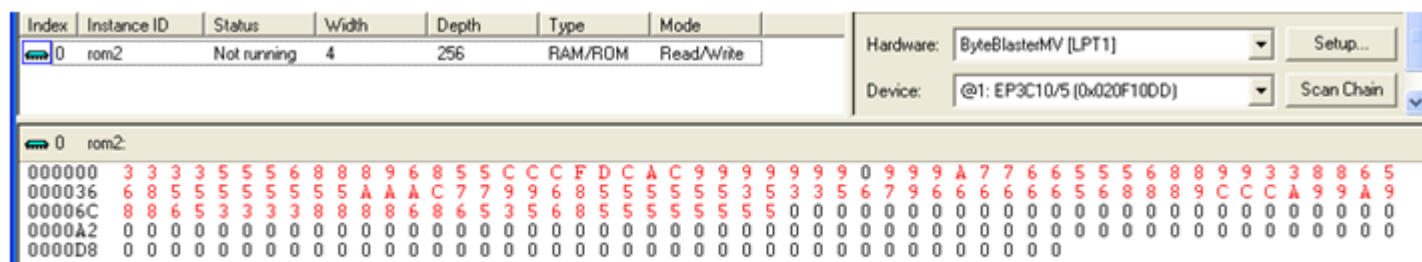 Index Instance ID Status Width Depth Type Mode
0 rom2 Not running 4 256 RAM/ROM Read/Write
Hardware: ByteBlasterMV [LPT1] Setup...
Device: @1: EP3C10/5 (0x020F10DD) Scan Chain
0 rom2:
000000 3 3 3 3 5 5 5 6 8 8 8 9 6 8 5 5 C C C F D C A C 9 9 9 9 9 9 9 0 9 9 9 A 7 7 6 6 5 5 5 6 8 8 9 9 3 3 8 8 6 5
000036 6 8 5 5 5 5 5 5 5 5 A A A C 7 7 9 9 6 8 5 5 5 5 5 5 3 5 3 3 5 6 7 9 6 6 6 6 6 6 5 6 8 8 8 9 C C C A 9 9 A 9
00006C 8 8 6 5 3 3 3 3 8 8 8 8 6 8 6 5 3 5 6 8 5 5 5 5 5 5 5 5 0 0 0 0 0 0 0 0 0 0 0 0 0 0 0 0 0 0 0 0 0 0 0 0 0 0
0000A2 0 0 0 0 0 0 0 0 0 0 0 0 0 0 0 0 0 0 0 0 0 0 0 0 0 0 0 0 0 0 0 0 0 0 0 0 0 0 0 0 0 0 0 0 0 0 0 0 0 0 0 0 0 0
0000D8 0 0 0 0 0 0 0 0 0 0 0 0 0 0 0 0 0 0 0 0 0 0 0 0 0 0 0 0 0 0 0 0 0 0 0 0 0 0 0 0